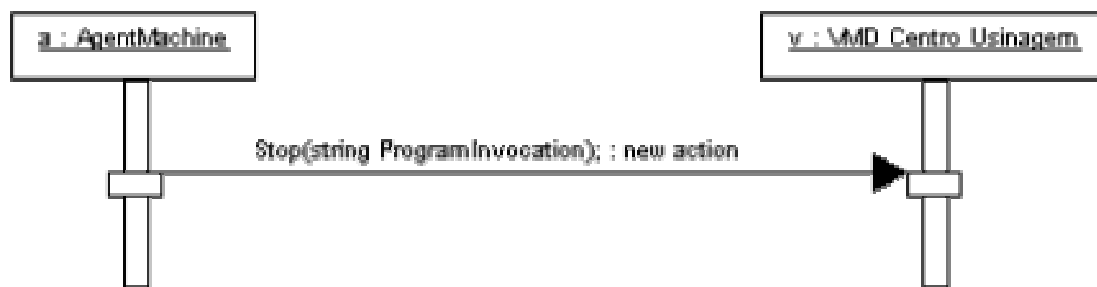 a : AgentMachine
v : VMD Centro Usinagem
Stop(string ProgramInvocation); : new action